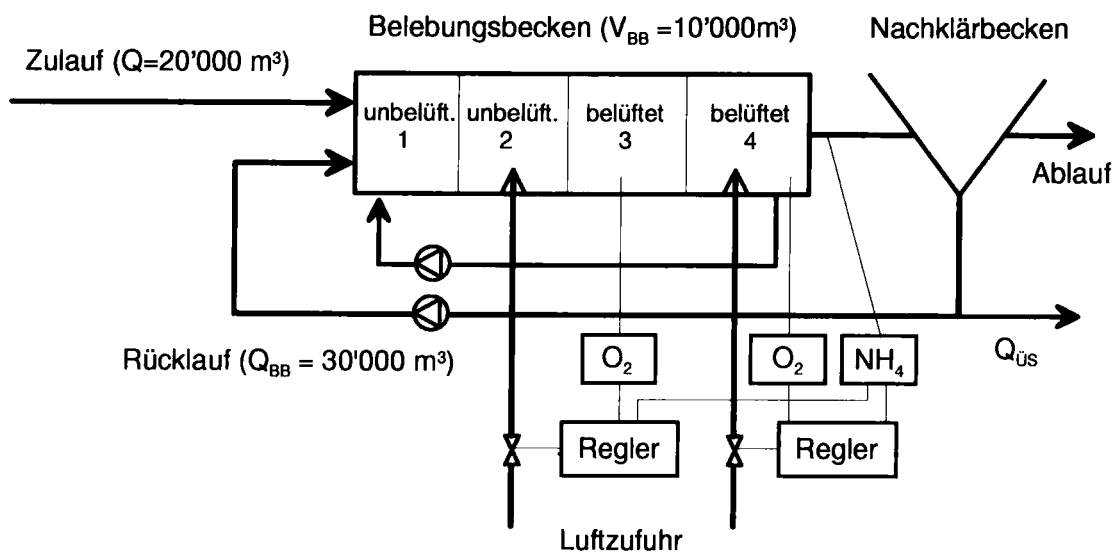 Belebungsbecken (V_BB =10'000m³)
Nachklärbecken
Zulauf (Q=20'000 m³)
unbelüft.
1
unbelüft.
2
belüftet
3
belüftet
4
Ablauf
Rücklauf (Q_BB = 30'000 m³)
O₂
O₂
NH₄
Q_ÜS
Regler
Regler
Luftzufuhr